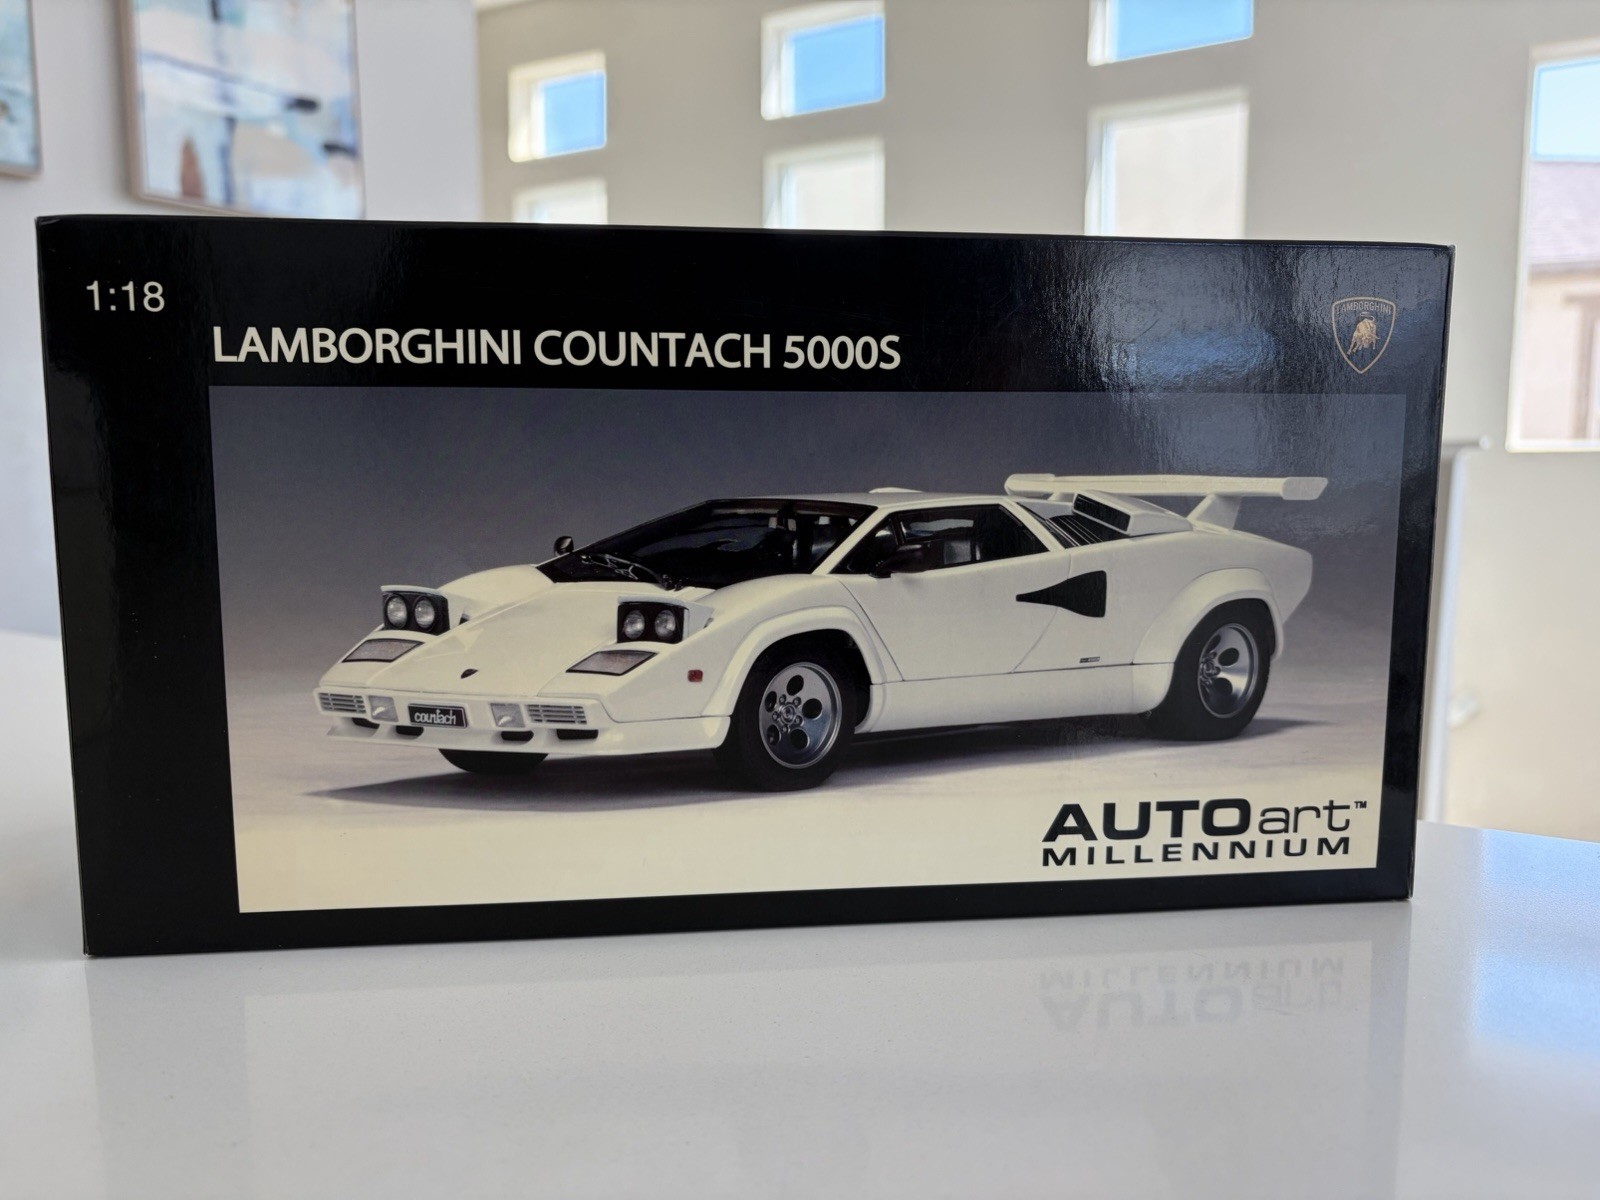 1:18
LAMBORGHINI COUNTACH 5000S
LAMBORGHINI
countach
AUTOart™
MILLENNIUM